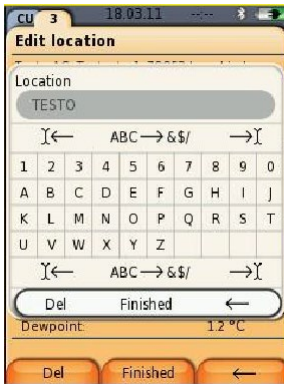 CU 3 18.03.11 --:--
Edit location
Location
TESTO
ABC → &$/
1 2 3 4 5 6 7 8 9 0
A B C D E F G H I J
K L M N O P Q R S T
U V W X Y Z
ABC → &$/
Del Finished ←
Dewpoint: 12 °C
Del Finished ←